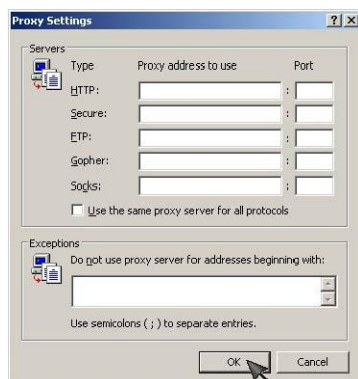 Proxy Settings
Servers
Type Proxy address to use Port
HTTP: :
Secure: :
FTP: :
Gopher: :
Socks: :
Use the same proxy server for all protocols
Exceptions
Do not use proxy server for addresses beginning with:
Use semicolons ( ; ) to separate entries.
OK Cancel